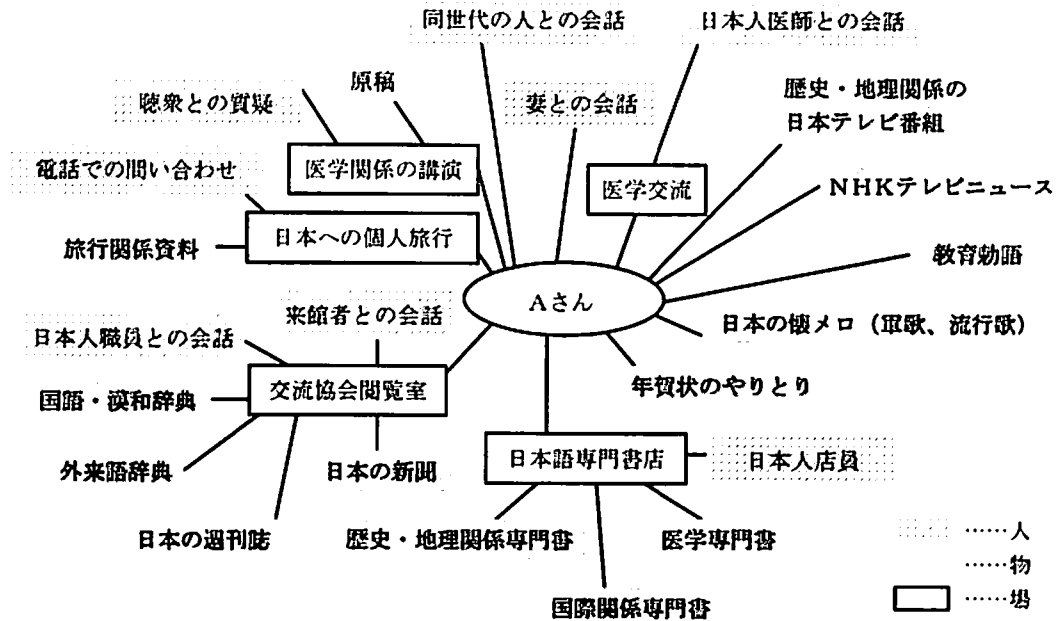 同世代の人との会話
日本人医師との会話
原稿
聴衆との質疑
妻との会話
歴史・地理関係の
日本テレビ番組
電話での問い合わせ
医学関係の講演
医学交流
NHKテレビニュース
旅行関係資料
日本への個人旅行
教育勅語
Aさん
来館者との会話
日本の懐メロ（軍歌、流行歌）
日本人職員との会話
年賀状のやりとり
国語・漢和辞典
交流協会閲覧室
外来語辞典
日本の新聞
日本語専門書店
日本人店員
日本の週刊誌
歴史・地理関係専門書
医学専門書
国際関係専門書
……人
……物
……場